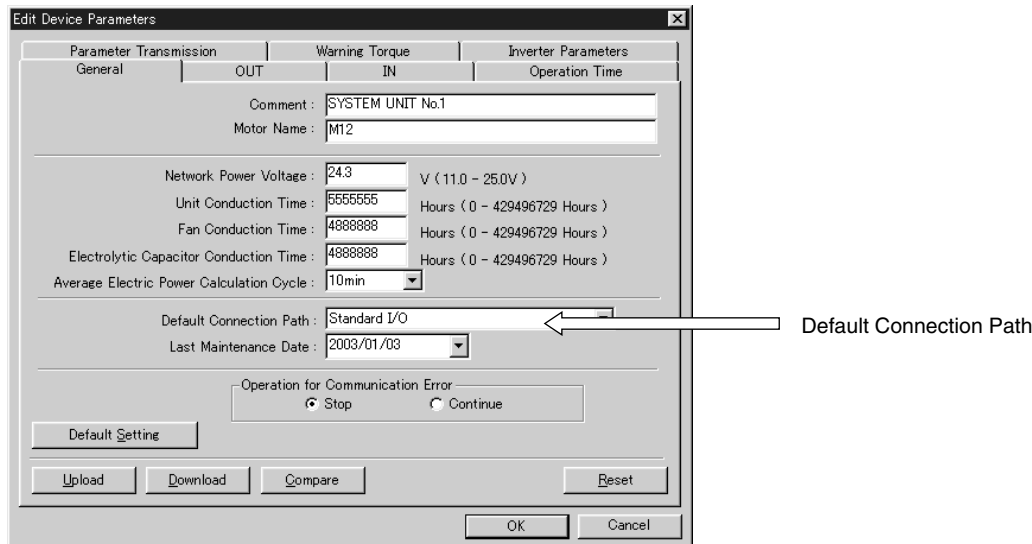 Edit Device Parameters
Parameter Transmission Warning Torque Inverter Parameters
General OUT IN Operation Time
Comment : SYSTEM UNIT No.1
Motor Name : M12
Network Power Voltage : 24.3 V ( 11.0 - 25.0V )
Unit Conduction Time : 5555555 Hours ( 0 - 429496729 Hours )
Fan Conduction Time : 4888888 Hours ( 0 - 429496729 Hours )
Electrolytic Capacitor Conduction Time : 4888888 Hours ( 0 - 429496729 Hours )
Average Electric Power Calculation Cycle : 10min
Default Connection Path : Standard I/O
Default Connection Path
Last Maintenance Date : 2003/01/03
Operation for Communication Error
Stop Continue
Default Setting
Upload Download Compare Reset
OK Cancel